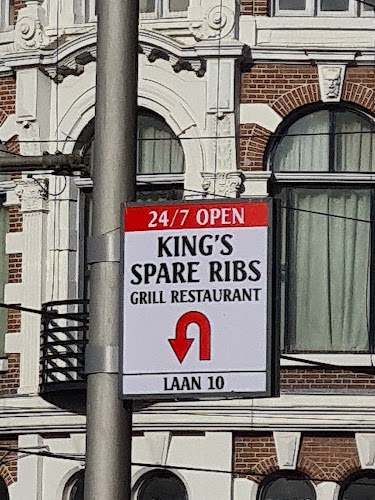 24/7 OPEN
KING'S
SPARE RIBS
GRILL RESTAURANT
LAAN 10